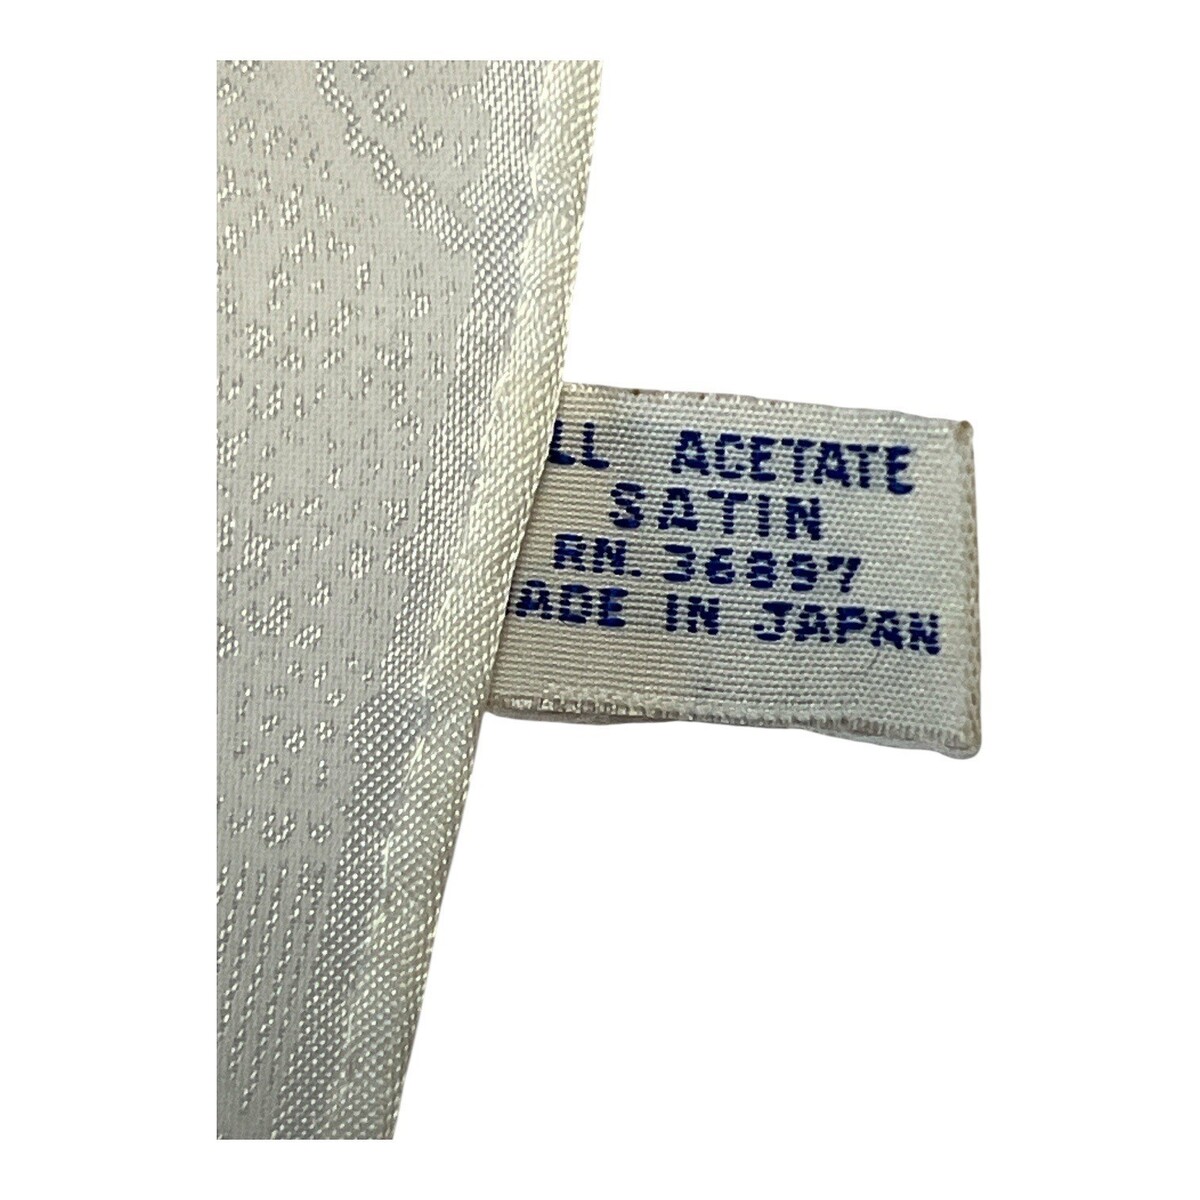 LL ACETATE
SATIN
RN. 36897
ADE IN JAPAN